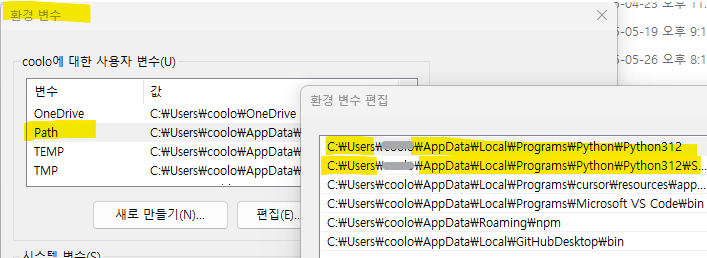 환경 변수
coolo에 대한 사용자 변수(U)
변수 값
OneDrive C:₩Users₩coolo₩OneDrive
Path C:₩Users₩coolo₩AppData₩
TEMP C:₩Users₩coolo₩AppData₩
TMP C:₩Users₩coolo₩AppData₩
새로 만들기(N)... 편집(E)...
시스템 변수(S)
04-23 오후 11.
-05-19 오후 9:1
-05-26 오후 8:1
환경 변수 편집
C:₩Users₩coolo₩AppData₩Local₩Programs₩Python₩Python312
C:₩Users₩coolo₩AppData₩Local₩Programs₩Python₩Python312₩S...
C:₩Users₩coolo₩AppData₩Local₩Programs₩cursor₩resources₩app...
C:₩Users₩coolo₩AppData₩Local₩Programs₩Microsoft VS Code₩bin
C:₩Users₩coolo₩AppData₩Roaming₩npm
C:₩Users₩coolo₩AppData₩Local₩GitHubDesktop₩bin